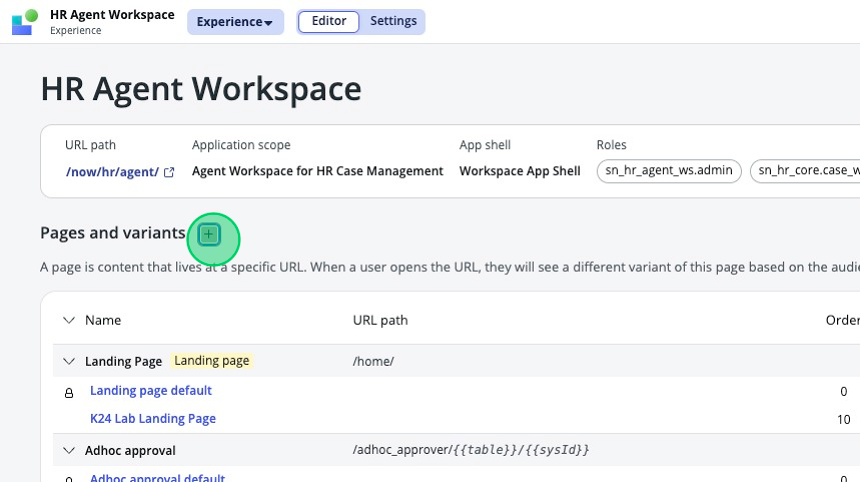 HR Agent Workspace
Experience
Experience
Editor
Settings
HR Agent Workspace
URL path
Application scope
App shell
Roles
/now/hr/agent/
Agent Workspace for HR Case Management
Workspace App Shell
sn_hr_agent_ws.admin
sn_hr_core.case_w
Pages and variants
A page is content that lives at a specific URL. When a user opens the URL, they will see a different variant of this page based on the audie
Name
URL path
Order
Landing Page
Landing page
/home/
Landing page default
0
K24 Lab Landing Page
10
Adhoc approval
/adhoc_approver/{{table}}/{{sysId}}
Adhoc approval default
0